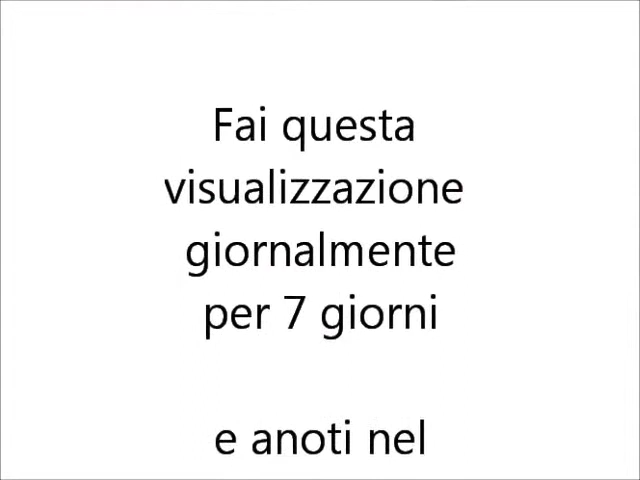 Fai questa
visualizzazione
giornalmente
per 7 giorni
e anoti nel